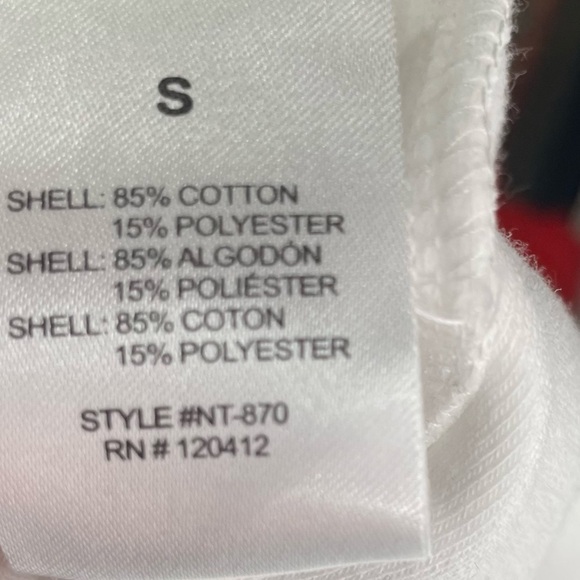 S
SHELL: 85% COTTON
15% POLYESTER
SHELL: 85% ALGODÓN
15% POLIÉSTER
SHELL: 85% COTON
15% POLYESTER
STYLE #NT-870
RN # 120412